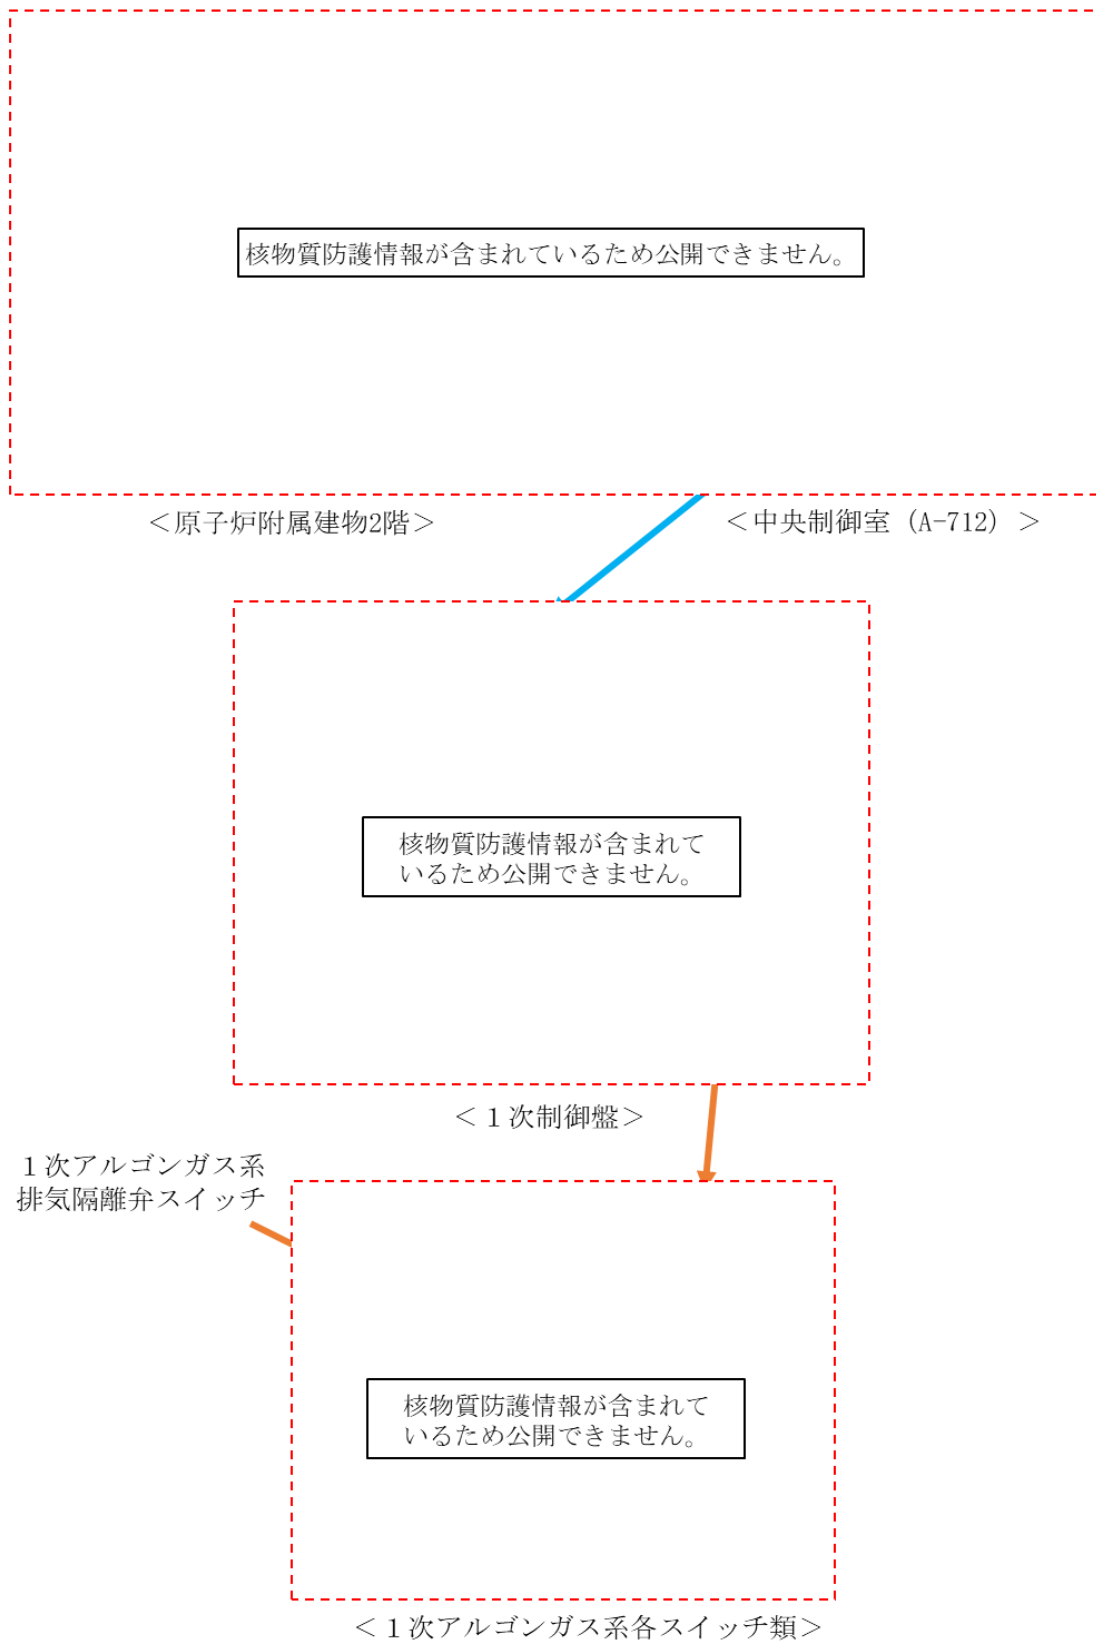 核物質防護情報が含まれているため公開できません。
＜原子炉附属建物2階＞
＜中央制御室（A-712）＞
核物質防護情報が含まれて
いるため公開できません。
＜１次制御盤＞
１次アルゴンガス系
排気隔離弁スイッチ
核物質防護情報が含まれて
いるため公開できません。
＜１次アルゴンガス系各スイッチ類＞